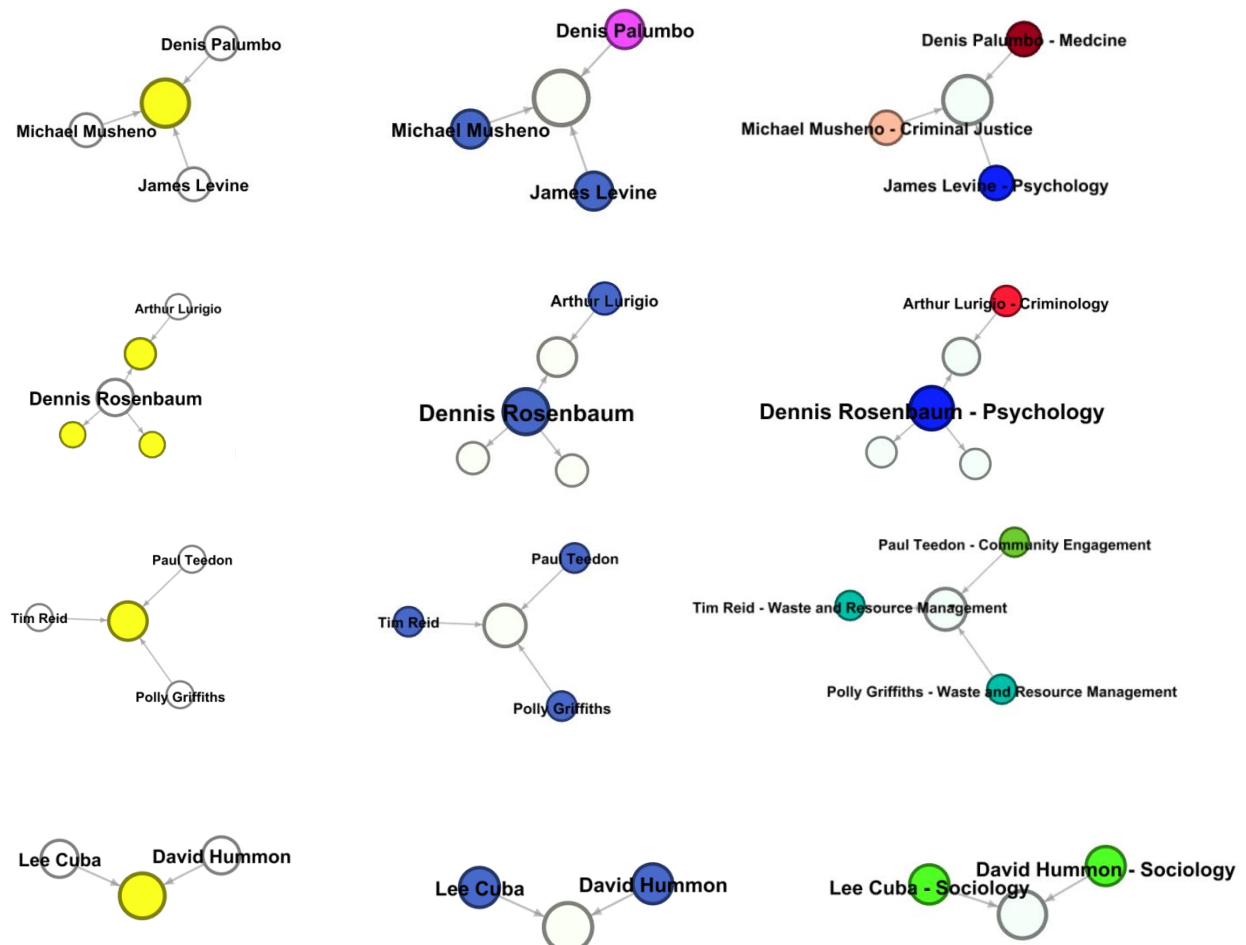 Denis Palumbo
Michael Musheno
James Levine
Denis Palumbo
Michael Musheno
James Levine
Denis Palumbo - Medcine
Michael Musheno - Criminal Justice
James Levine - Psychology
Arthur Lurigio
Dennis Rosenbaum
Arthur Lurigio
Dennis Rosenbaum
Arthur Lurigio - Criminology
Dennis Rosenbaum - Psychology
Paul Teedon
Tim Reid
Polly Griffiths
Paul Teedon
Tim Reid
Polly Griffiths
Paul Teedon - Community Engagement
Tim Reid - Waste and Resource Management
Polly Griffiths - Waste and Resource Management
Lee Cuba
David Hummon
Lee Cuba
David Hummon
David Hummon - Sociology
Lee Cuba - Sociology